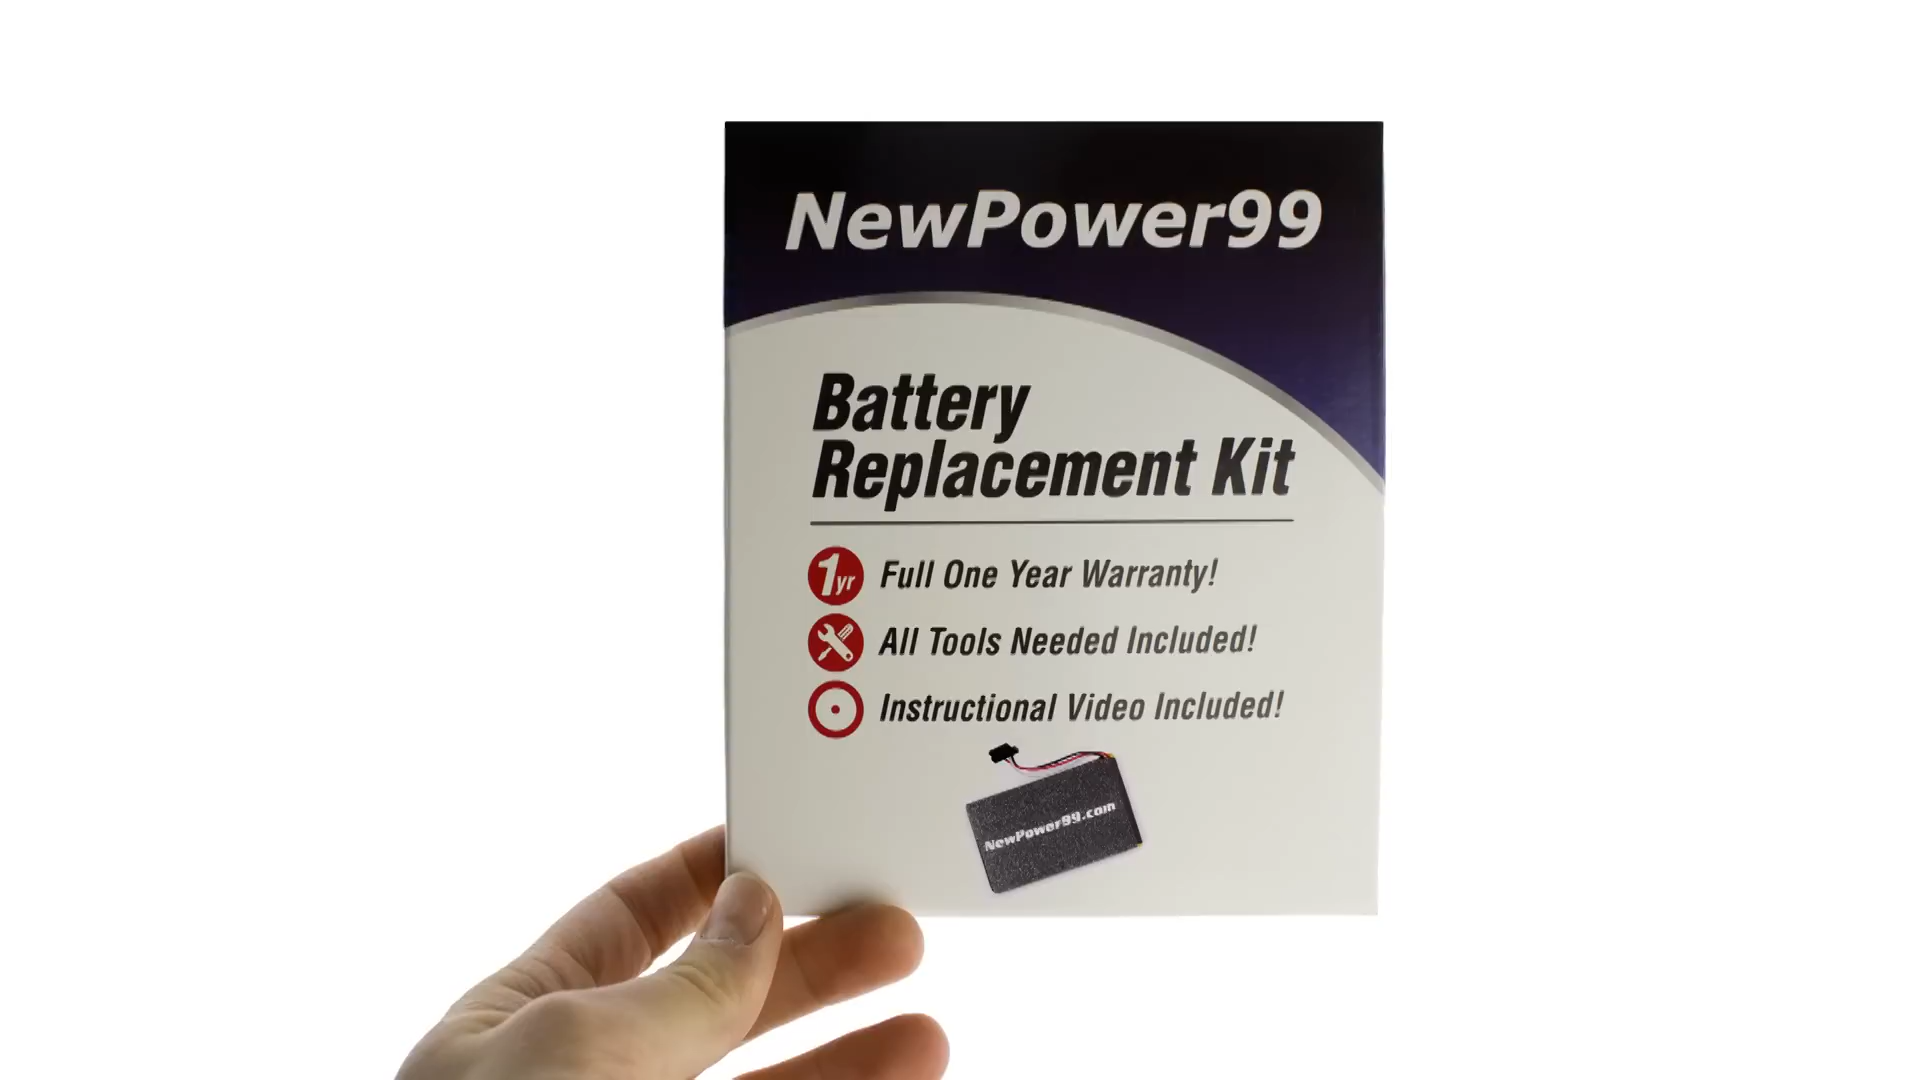 NewPower99
Battery
Replacement Kit
1yr Full One Year Warranty!
All Tools Needed Included!
Instructional Video Included!
NewPower99.com